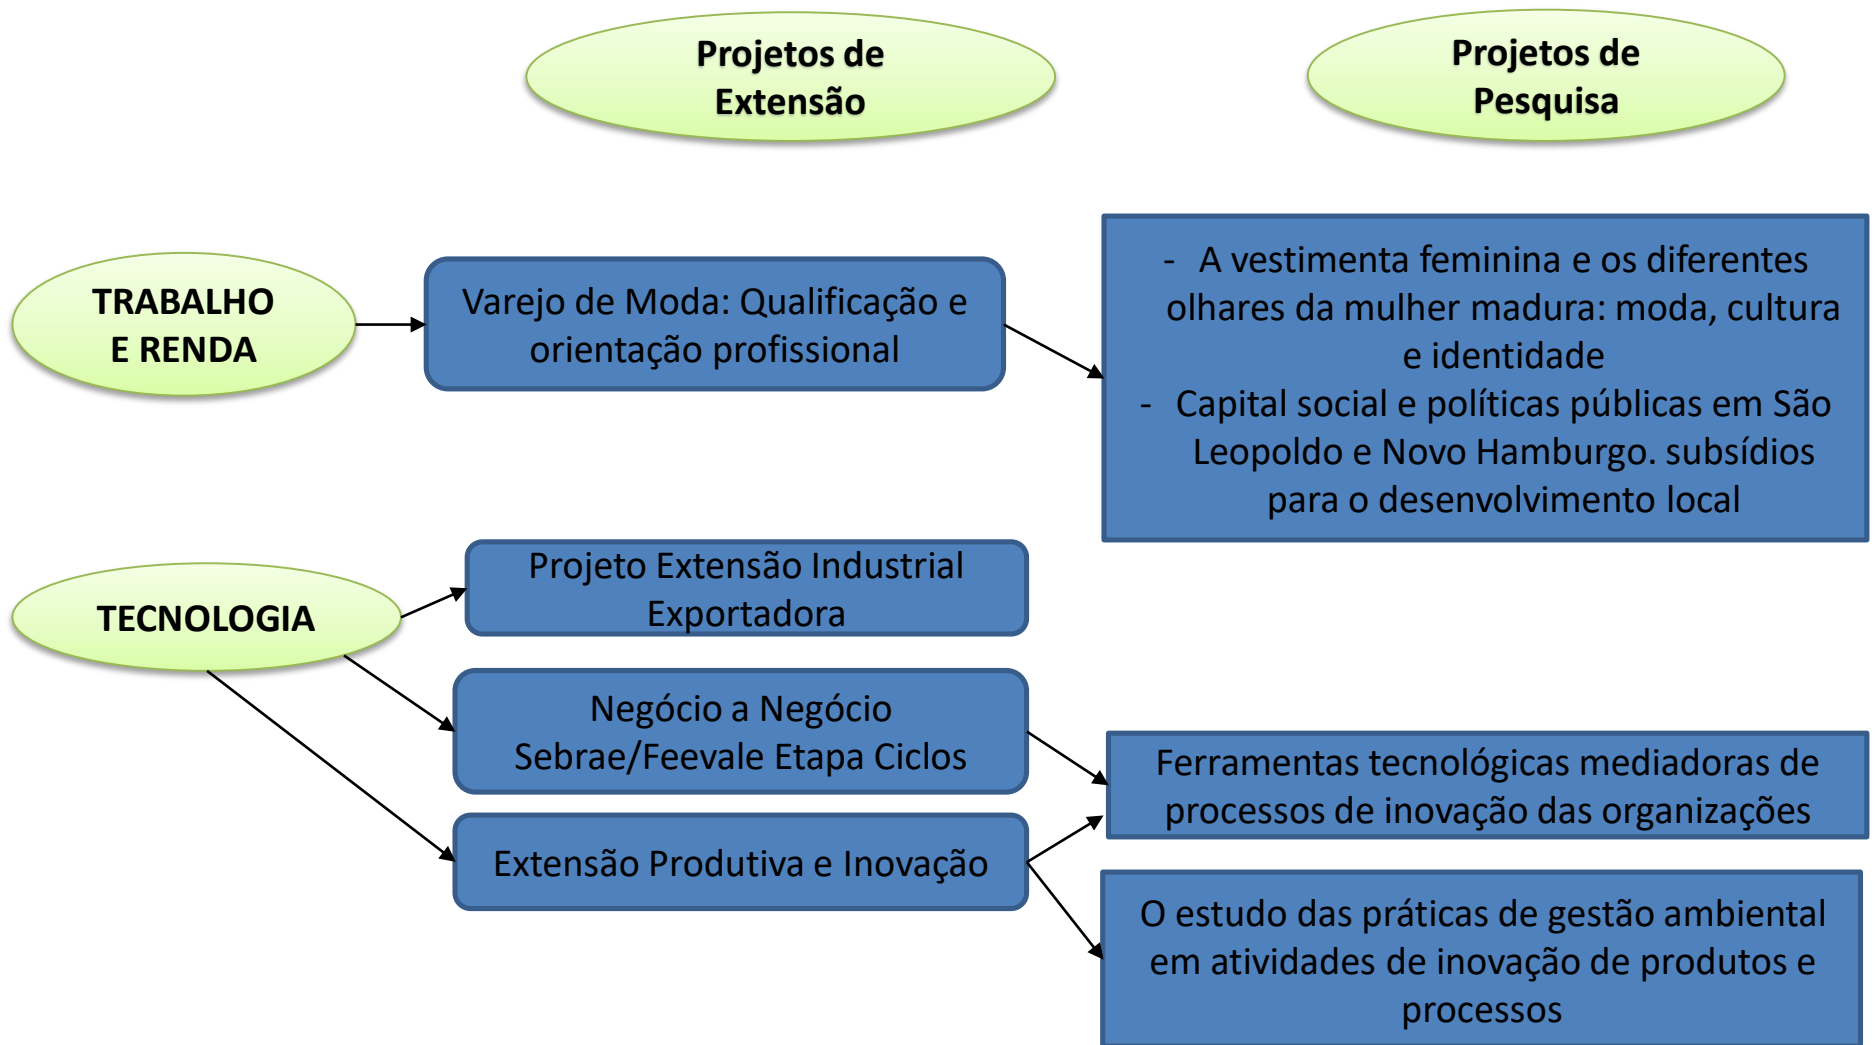 Projetos de
Extensão
Projetos de
Pesquisa
TRABALHO
E RENDA
Varejo de Moda: Qualificação e
orientação profissional
- A vestimenta feminina e os diferentes
olhares da mulher madura: moda, cultura
e identidade
- Capital social e políticas públicas em São
Leopoldo e Novo Hamburgo. subsídios
para o desenvolvimento local
TECNOLOGIA
Projeto Extensão Industrial
Exportadora
Negócio a Negócio
Sebrae/Feevale Etapa Ciclos
Extensão Produtiva e Inovação
Ferramentas tecnológicas mediadoras de
processos de inovação das organizações
O estudo das práticas de gestão ambiental
em atividades de inovação de produtos e
processos